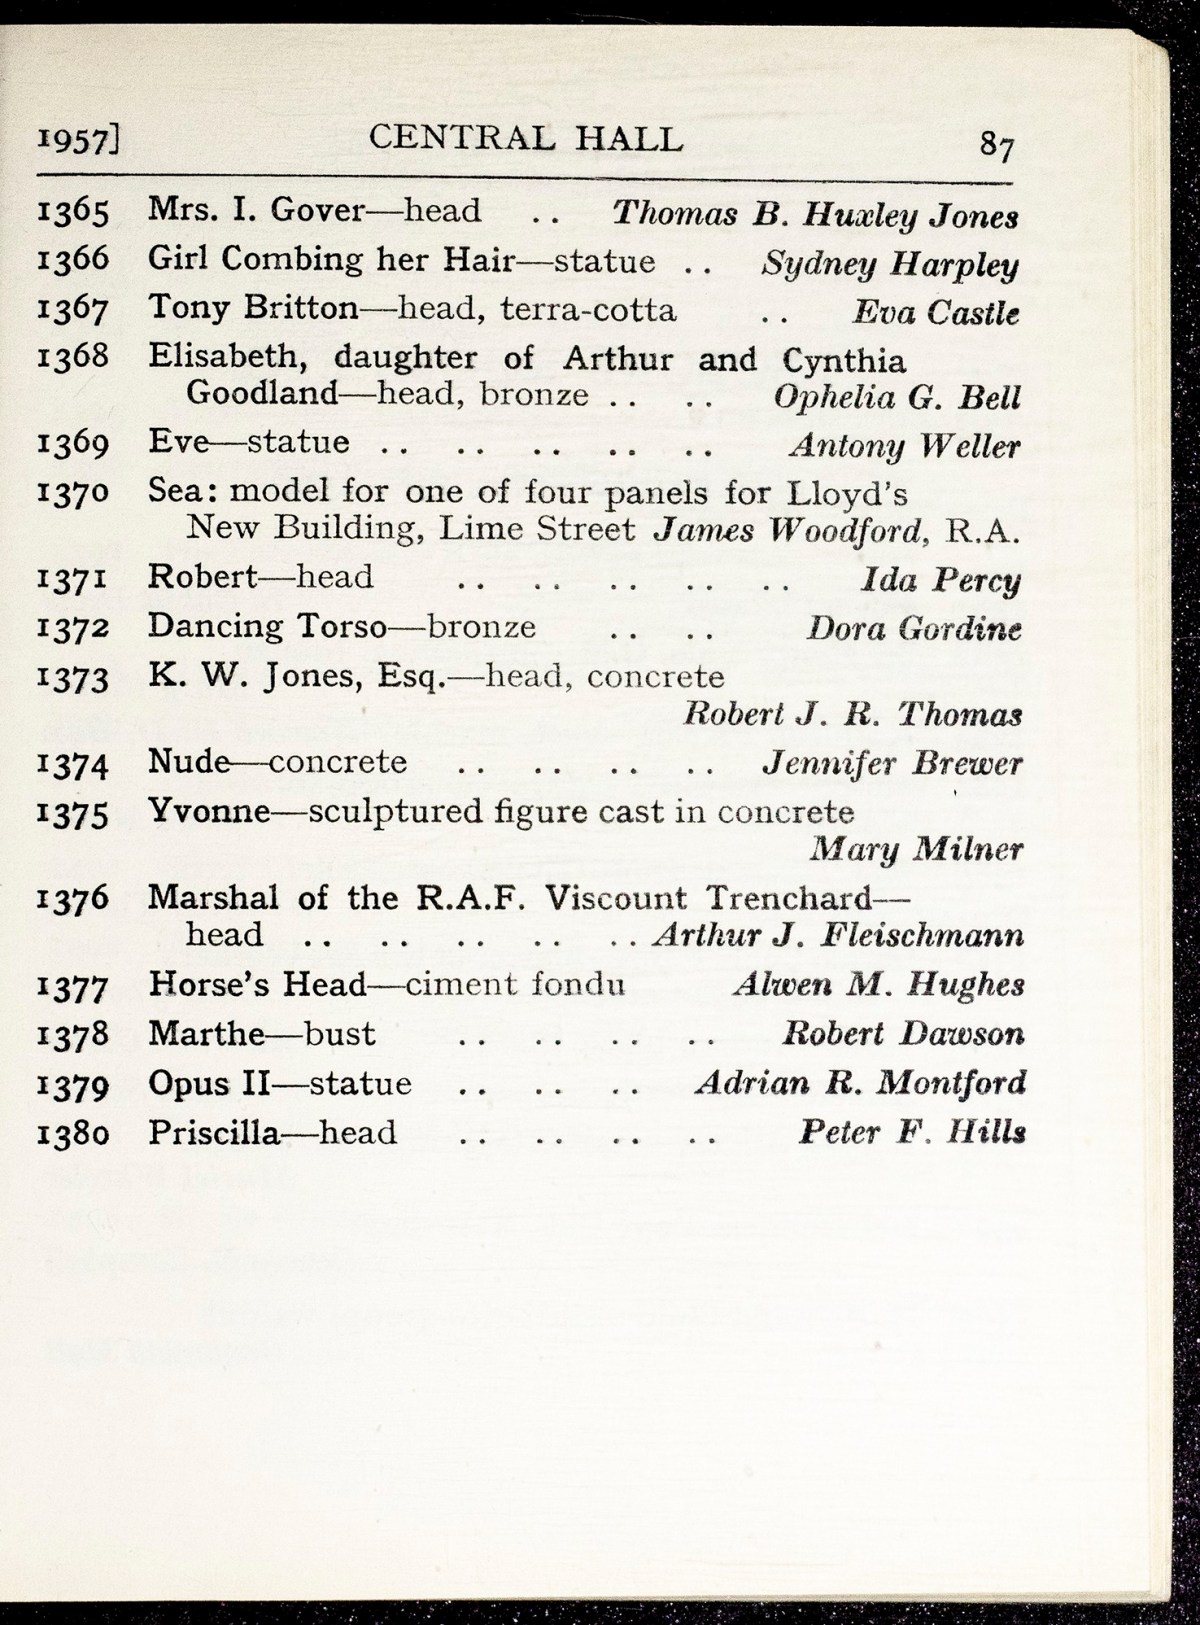 1957] CENTRAL HALL 87
1365 Mrs. I. Gover—head .. Thomas B. Huxley Jones
1366 Girl Combing her Hair—statue .. Sydney Harpley
1367 Tony Britton—head, terra-cotta .. Eva Castle
1368 Elisabeth, daughter of Arthur and Cynthia
Goodland—head, bronze .. .. Ophelia G. Bell
1369 Eve—statue .. .. .. .. .. Antony Weller
1370 Sea: model for one of four panels for Lloyd's
New Building, Lime Street James Woodford, R.A.
1371 Robert—head .. .. .. .. .. Ida Percy
1372 Dancing Torso—bronze .. .. Dora Gordine
1373 K. W. Jones, Esq.—head, concrete
Robert J. R. Thomas
1374 Nude—concrete .. .. .. .. Jennifer Brewer
1375 Yvonne—sculptured figure cast in concrete
Mary Milner
1376 Marshal of the R.A.F. Viscount Trenchard—
head .. .. .. .. .. Arthur J. Fleischmann
1377 Horse's Head—ciment fondu Alwen M. Hughes
1378 Marthe—bust .. .. .. .. Robert Dawson
1379 Opus II—statue .. .. .. Adrian R. Montford
1380 Priscilla—head .. .. .. .. Peter F. Hills